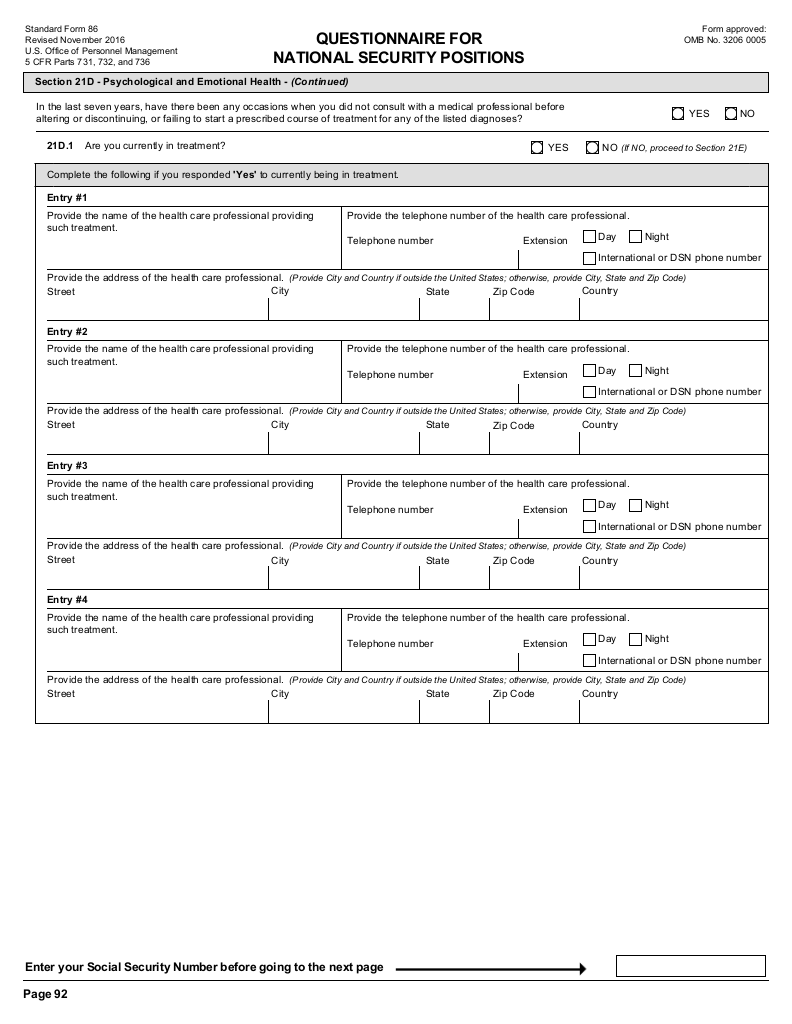 Standard Form 86
Revised November 2016
U.S. Office of Personnel Management
5 CFR Parts 731, 732, and 736
QUESTIONNAIRE FOR
NATIONAL SECURITY POSITIONS
Form approved:
OMB No. 3206 0005
Section 21D - Psychological and Emotional Health - (Continued)
In the last seven years, have there been any occasions when you did not consult with a medical professional before
altering or discontinuing, or failing to start a prescribed course of treatment for any of the listed diagnoses?
YES NO
21D.1 Are you currently in treatment?
YES NO (If NO, proceed to Section 21E)
Complete the following if you responded 'Yes' to currently being in treatment.
Entry #1
Provide the name of the health care professional providing
such treatment.
Provide the telephone number of the health care professional.
Telephone number Extension Day Night
International or DSN phone number
Provide the address of the health care professional. (Provide City and Country if outside the United States; otherwise, provide City, State and Zip Code)
Street City State Zip Code Country
Entry #2
Provide the name of the health care professional providing
such treatment.
Provide the telephone number of the health care professional.
Telephone number Extension Day Night
International or DSN phone number
Provide the address of the health care professional. (Provide City and Country if outside the United States; otherwise, provide City, State and Zip Code)
Street City State Zip Code Country
Entry #3
Provide the name of the health care professional providing
such treatment.
Provide the telephone number of the health care professional.
Telephone number Extension Day Night
International or DSN phone number
Provide the address of the health care professional. (Provide City and Country if outside the United States; otherwise, provide City, State and Zip Code)
Street City State Zip Code Country
Entry #4
Provide the name of the health care professional providing
such treatment.
Provide the telephone number of the health care professional.
Telephone number Extension Day Night
International or DSN phone number
Provide the address of the health care professional. (Provide City and Country if outside the United States; otherwise, provide City, State and Zip Code)
Street City State Zip Code Country
Enter your Social Security Number before going to the next page
Page 92